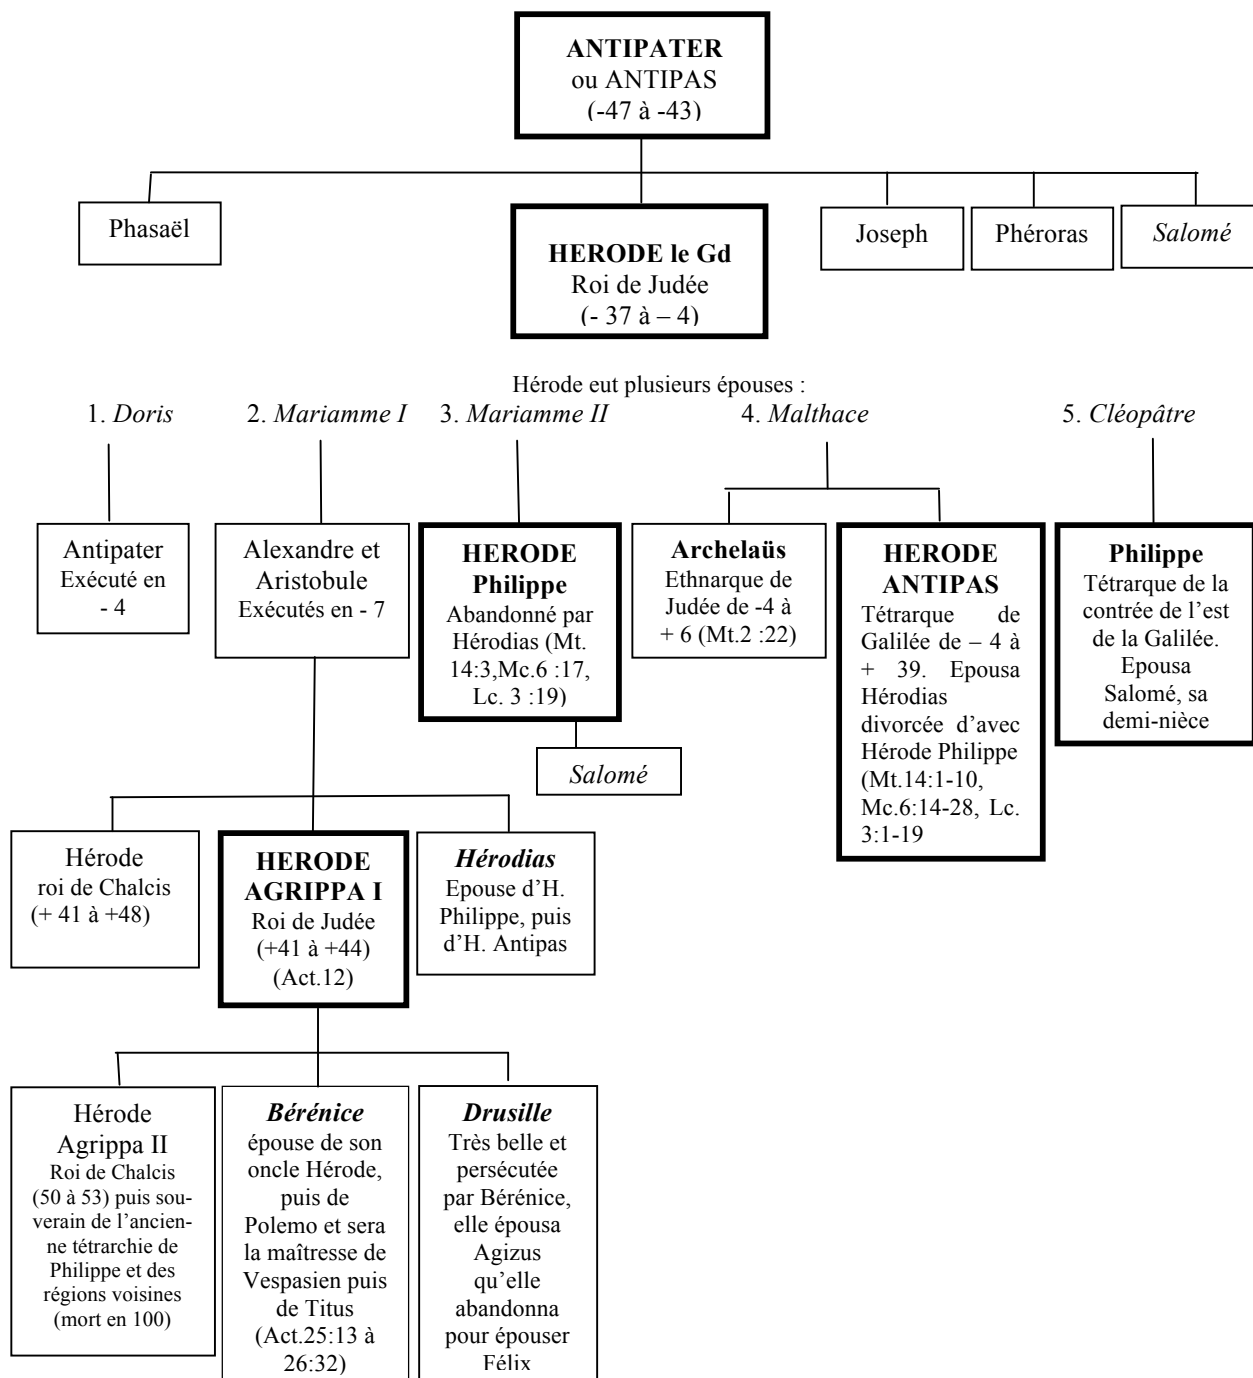 ANTIPATER
ou ANTIPAS
(-47 à -43)
Phasaël
HERODE le Gd
Roi de Judée
(- 37 à – 4)
Joseph
Phéroras
Salomé
Hérode eut plusieurs épouses :
1. Doris
2. Mariamme I
3. Mariamme II
4. Malthace
5. Cléopâtre
Antipater
Exécuté en
- 4
Alexandre et
Aristobule
Exécutés en - 7
HERODE
Philippe
Abandonné par
Hérodias (Mt.
14:3,Mc.6 :17,
Lc. 3 :19)
Archelaüs
Ethnarque de
Judée de -4 à
+ 6 (Mt.2 :22)
HERODE
ANTIPAS
Tétrarque de
Galilée de – 4 à
+ 39. Epousa
Hérodias
divorcée d’avec
Hérode Philippe
(Mt.14:1-10,
Mc.6:14-28, Lc.
3:1-19
Philippe
Tétrarque de la
contrée de l’est
de la Galilée.
Epousa
Salomé, sa
demi-nièce
Salomé
Hérode
roi de Chalcis
(+ 41 à +48)
HERODE
AGRIPPA I
Roi de Judée
(+41 à +44)
(Act.12)
Hérodias
Epouse d’H.
Philippe, puis
d’H. Antipas
Hérode
Agrippa II
Roi de Chalcis
(50 à 53) puis sou-
verain de l’ancien-
ne tétrarchie de
Philippe et des
régions voisines
(mort en 100)
Bérénice
épouse de son
oncle Hérode,
puis de
Polemo et sera
la maîtresse de
Vespasien puis
de Titus
(Act.25:13 à
26:32)
Drusille
Très belle et
persécutée
par Bérénice,
elle épousa
Agizus
qu’elle
abandonna
pour épouser
Félix